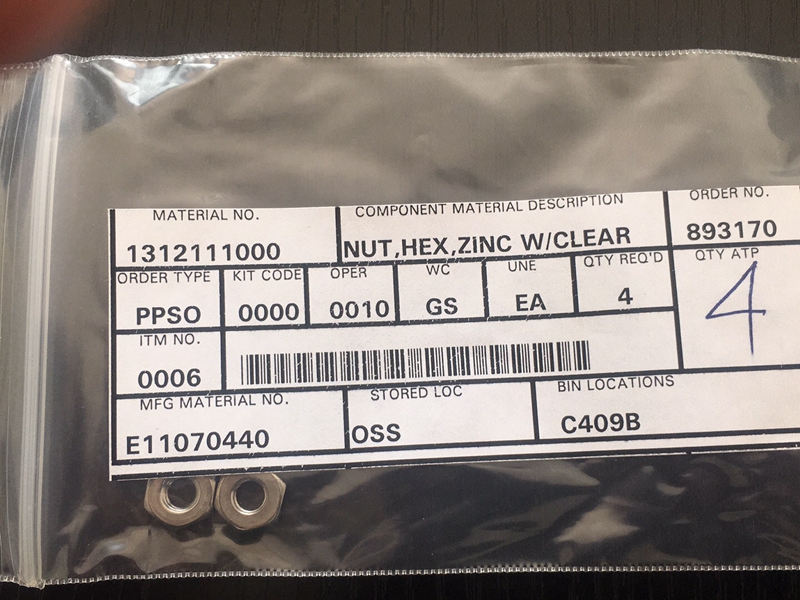 MATERIAL NO. COMPONENT MATERIAL DESCRIPTION ORDER NO.
1312111000 NUT,HEX,ZINC W/CLEAR 893170
ORDER TYPE KIT CODE OPER WC UNE QTY REQ'D QTY ATP
PPSO 0000 0010 GS EA 4 4
ITM NO.
0006
MFG MATERIAL NO. STORED LOC BIN LOCATIONS
E11070440 OSS C409B